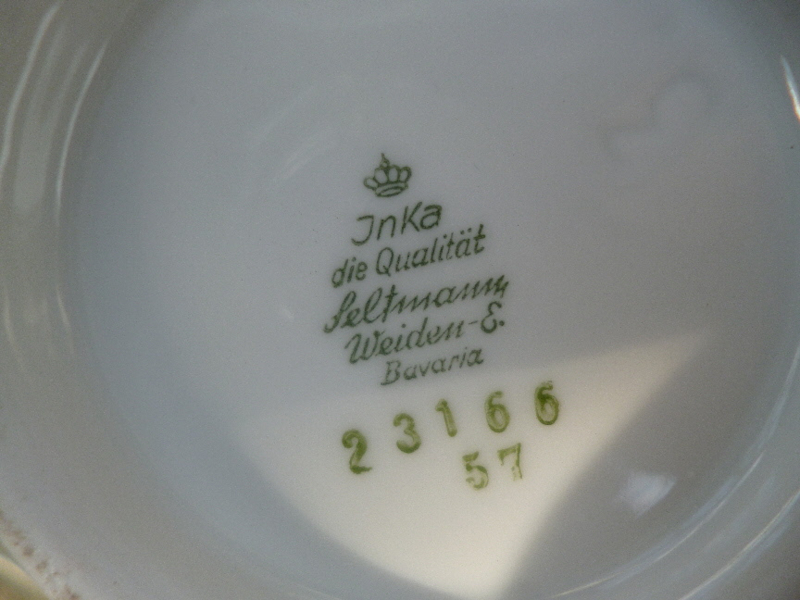 JnKa
die Qualität
Seltmann
Weiden-E.
Bavaria
23166
57